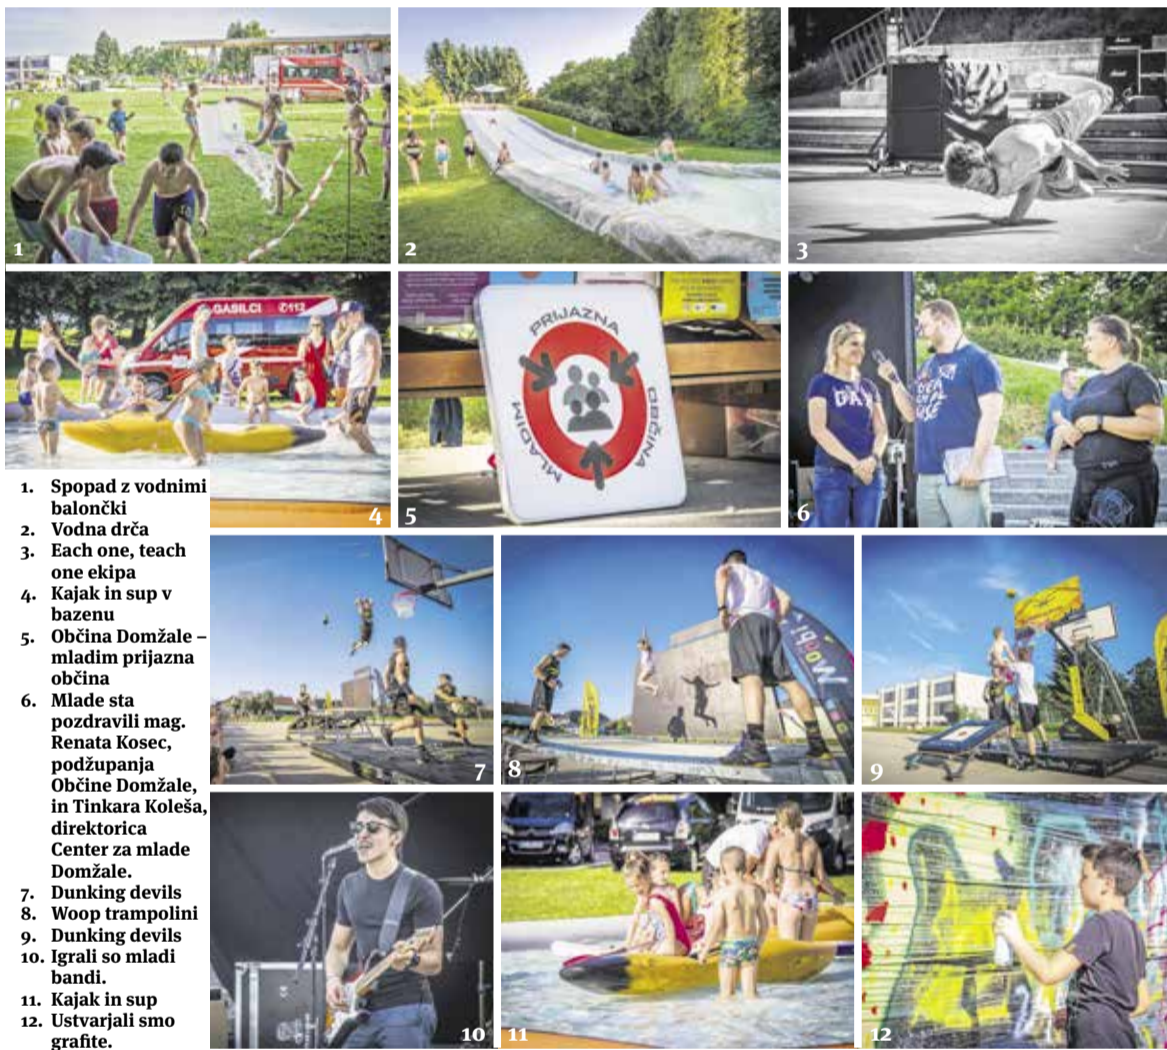 1
2
3
GASILCI 112
4
PRIJAZNA
OBČINA
MLADIM
5
6
1. Spopad z vodnimi
balončki
2. Vodna drča
3. Each one, teach
one ekipa
4. Kajak in sup v
bazenu
5. Občina Domžale –
mladim prijazna
občina
6. Mlade sta
pozdravili mag.
Renata Kosec,
podžupanja
Občine Domžale,
in Tinkara Koleša,
direktorica
Center za mlade
Domžale.
7. Dunking devils
8. Woop trampolini
9. Dunking devils
10. Igrali so mladi
bandi.
11. Kajak in sup
12. Ustvarjali smo
grafite.
7
8
9
10
11
12